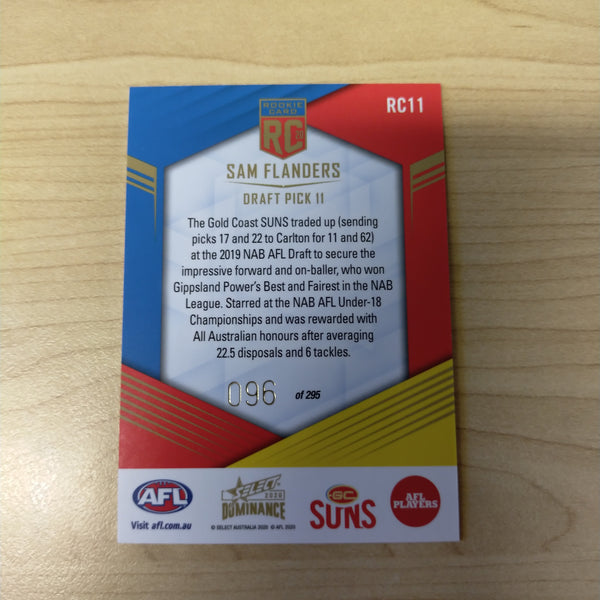 RC11
ROOKIE CARD
RC 20
SAM FLANDERS
DRAFT PICK 11
The Gold Coast SUNS traded up (sending
picks 17 and 22 to Carlton for 11 and 62)
at the 2019 NAB AFL Draft to secure the
impressive forward and on-baller, who won
Gippsland Power's Best and Fairest in the NAB
League. Starred at the NAB AFL Under-18
Championships and was rewarded with
All Australian honours after averaging
22.5 disposals and 6 tackles.
096 of 295
AFL
Visit afl.com.au
SELECT
2020
DOMINANCE
© SELECT AUSTRALIA 2020 © AFL 2020
GC
SUNS
AFL
PLAYERS